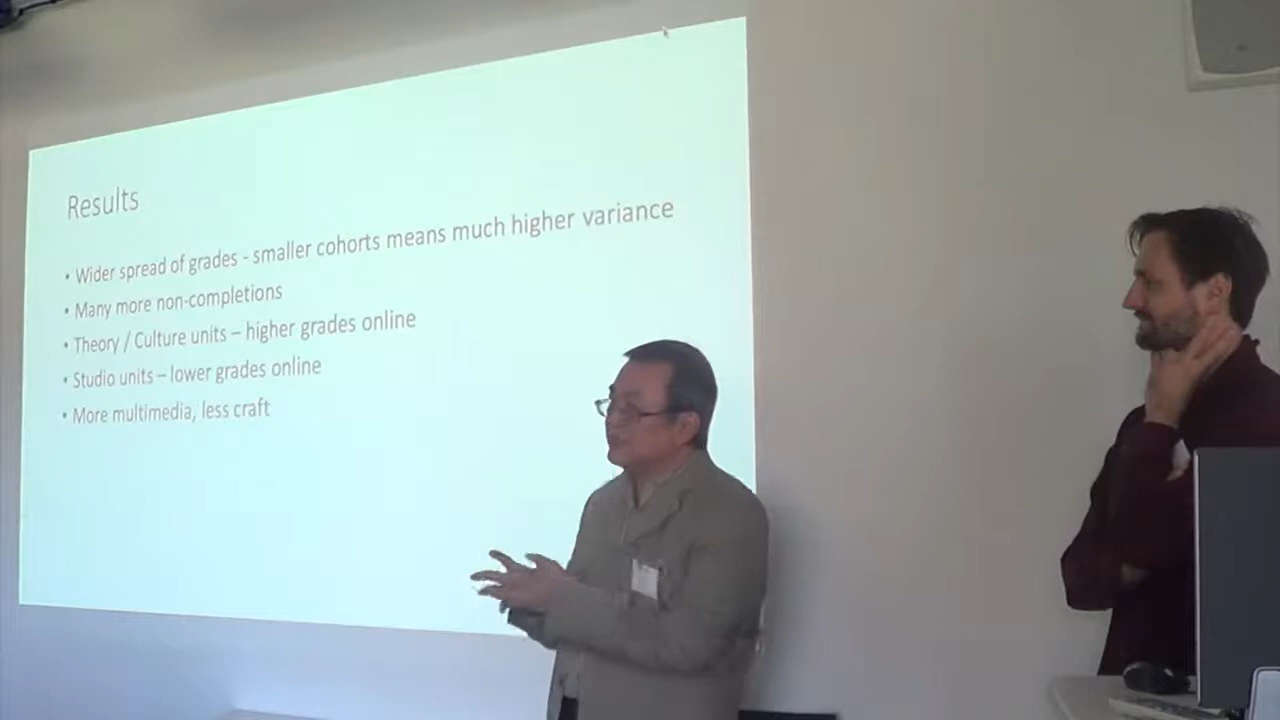 Results
• Wider spread of grades - smaller cohorts means much higher variance
• Many more non-completions
• Theory / Culture units – higher grades online
• Studio units – lower grades online
• More multimedia, less craft